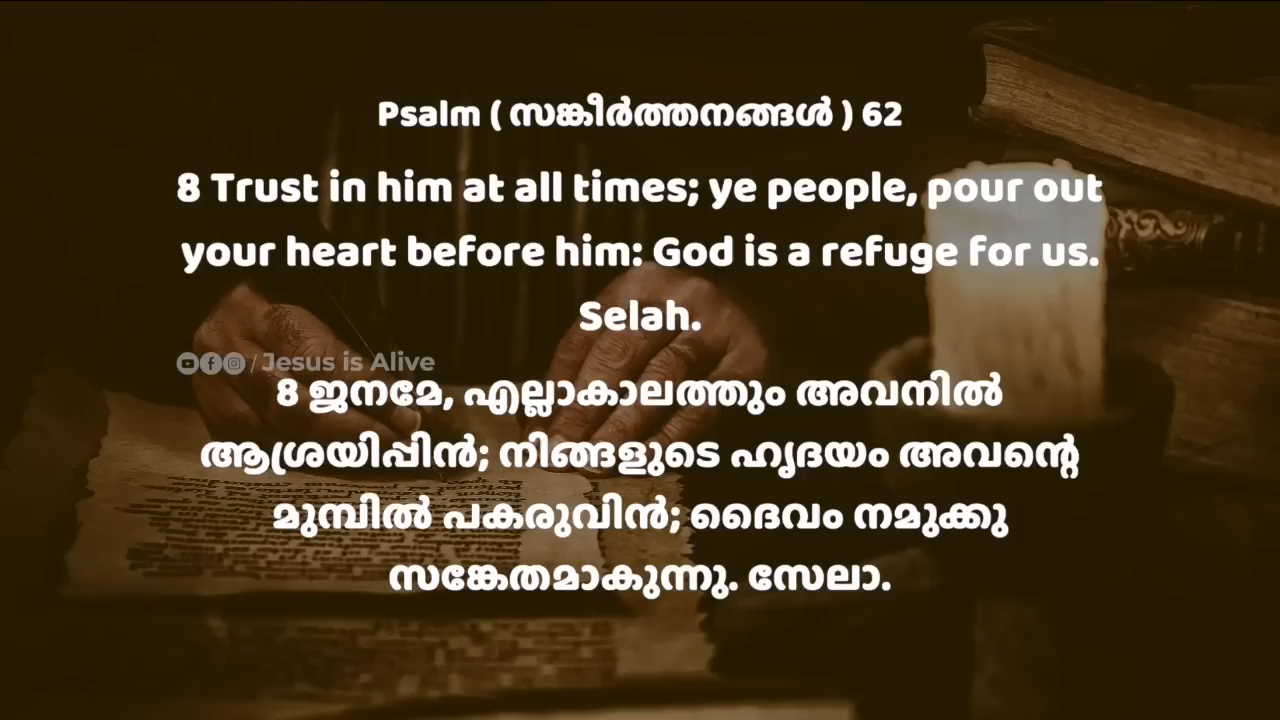 Psalm ( സങ്കീർത്തനങ്ങൾ ) 62
8 Trust in him at all times; ye people, pour out
your heart before him: God is a refuge for us.
Selah.
/ Jesus is Alive
8 ജനമേ, എല്ലാകാലത്തും അവനിൽ
ആശ്രയിപ്പിൻ; നിങ്ങളുടെ ഹൃദയം അവന്റെ
മുമ്പിൽ പകരുവിൻ; ദൈവം നമുക്കു
സങ്കേതമാകുന്നു. സേലാ.